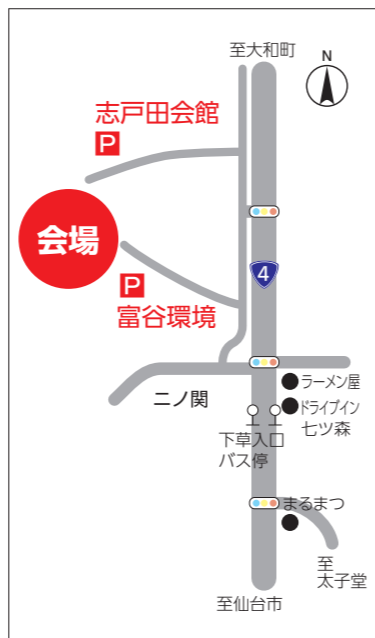 至大和町
N
志戸田会館
P
会場
4
P
富谷環境
ラーメン屋
ニノ関
ドライブイン
七ツ森
下草入口
バス停
まるまつ
至
太子堂
至仙台市